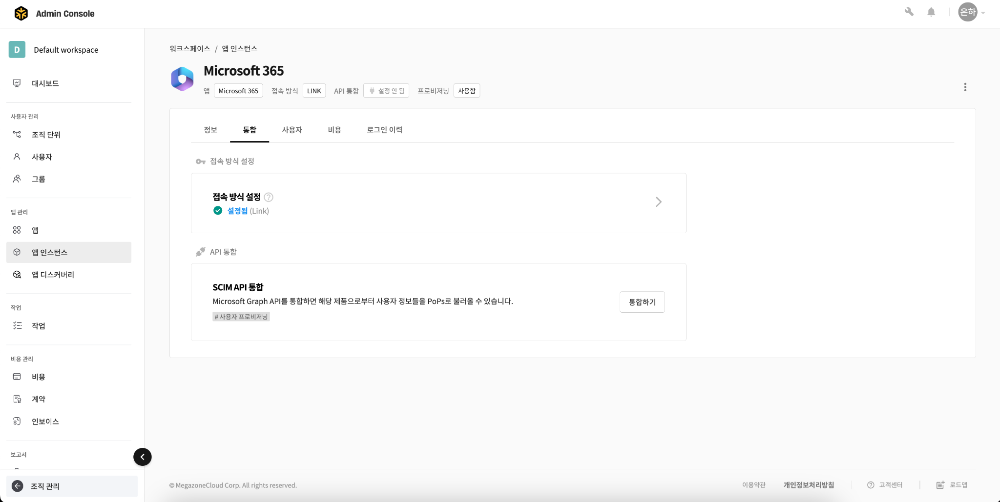 Admin Console
은하
D
Default workspace
대시보드
사용자 관리
조직 단위
사용자
그룹
앱 관리
앱
앱 인스턴스
앱 디스커버리
작업
작업
비용 관리
비용
계약
인보이스
보고서
조직 관리
워크스페이스 / 앱 인스턴스
Microsoft 365
앱 Microsoft 365 접속 방식 LINK API 통합 설정 안 됨 프로비저닝 사용함
정보 통합 사용자 비용 로그인 이력
접속 방식 설정
접속 방식 설정
설정됨 (Link)
API 통합
SCIM API 통합
Microsoft Graph API를 통합하면 해당 제품으로부터 사용자 정보들을 PoPs로 불러올 수 있습니다.
# 사용자 프로비저닝
통합하기
© MegazoneCloud Corp. All rights reserved.
이용약관 개인정보처리방침 고객센터 로드맵